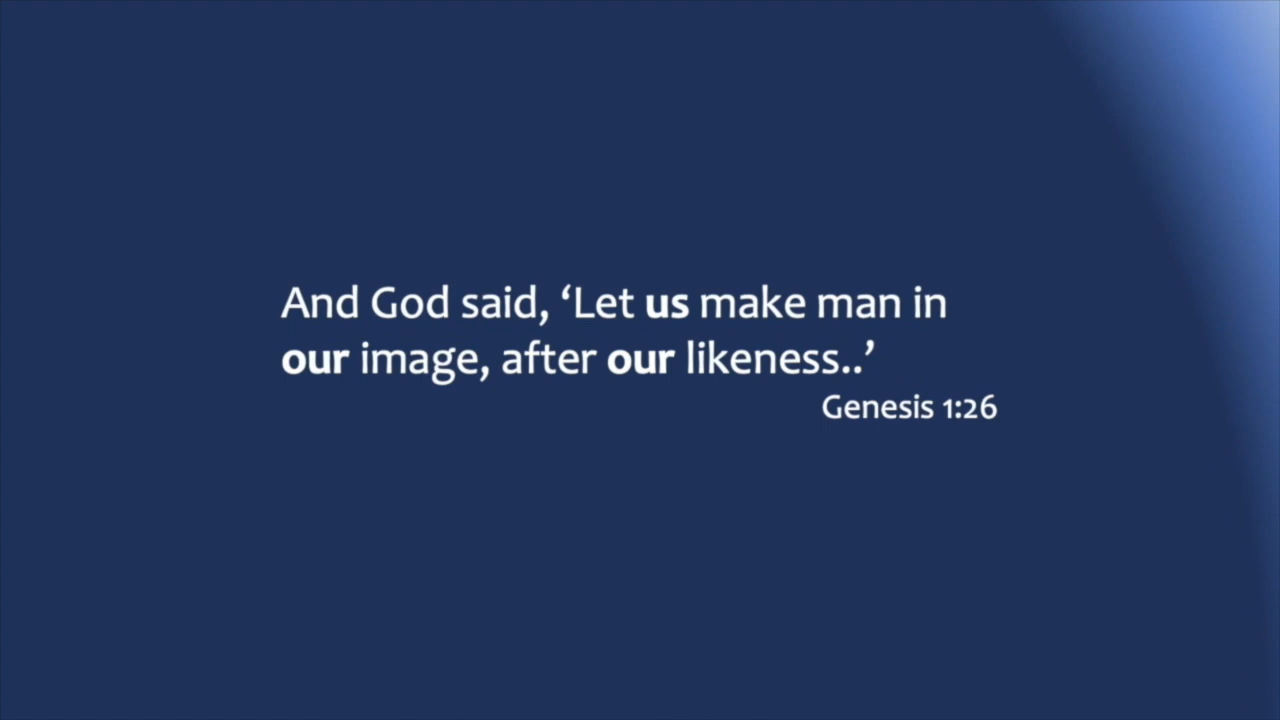 And God said, ‘Let us make man in
our image, after our likeness..’
Genesis 1:26